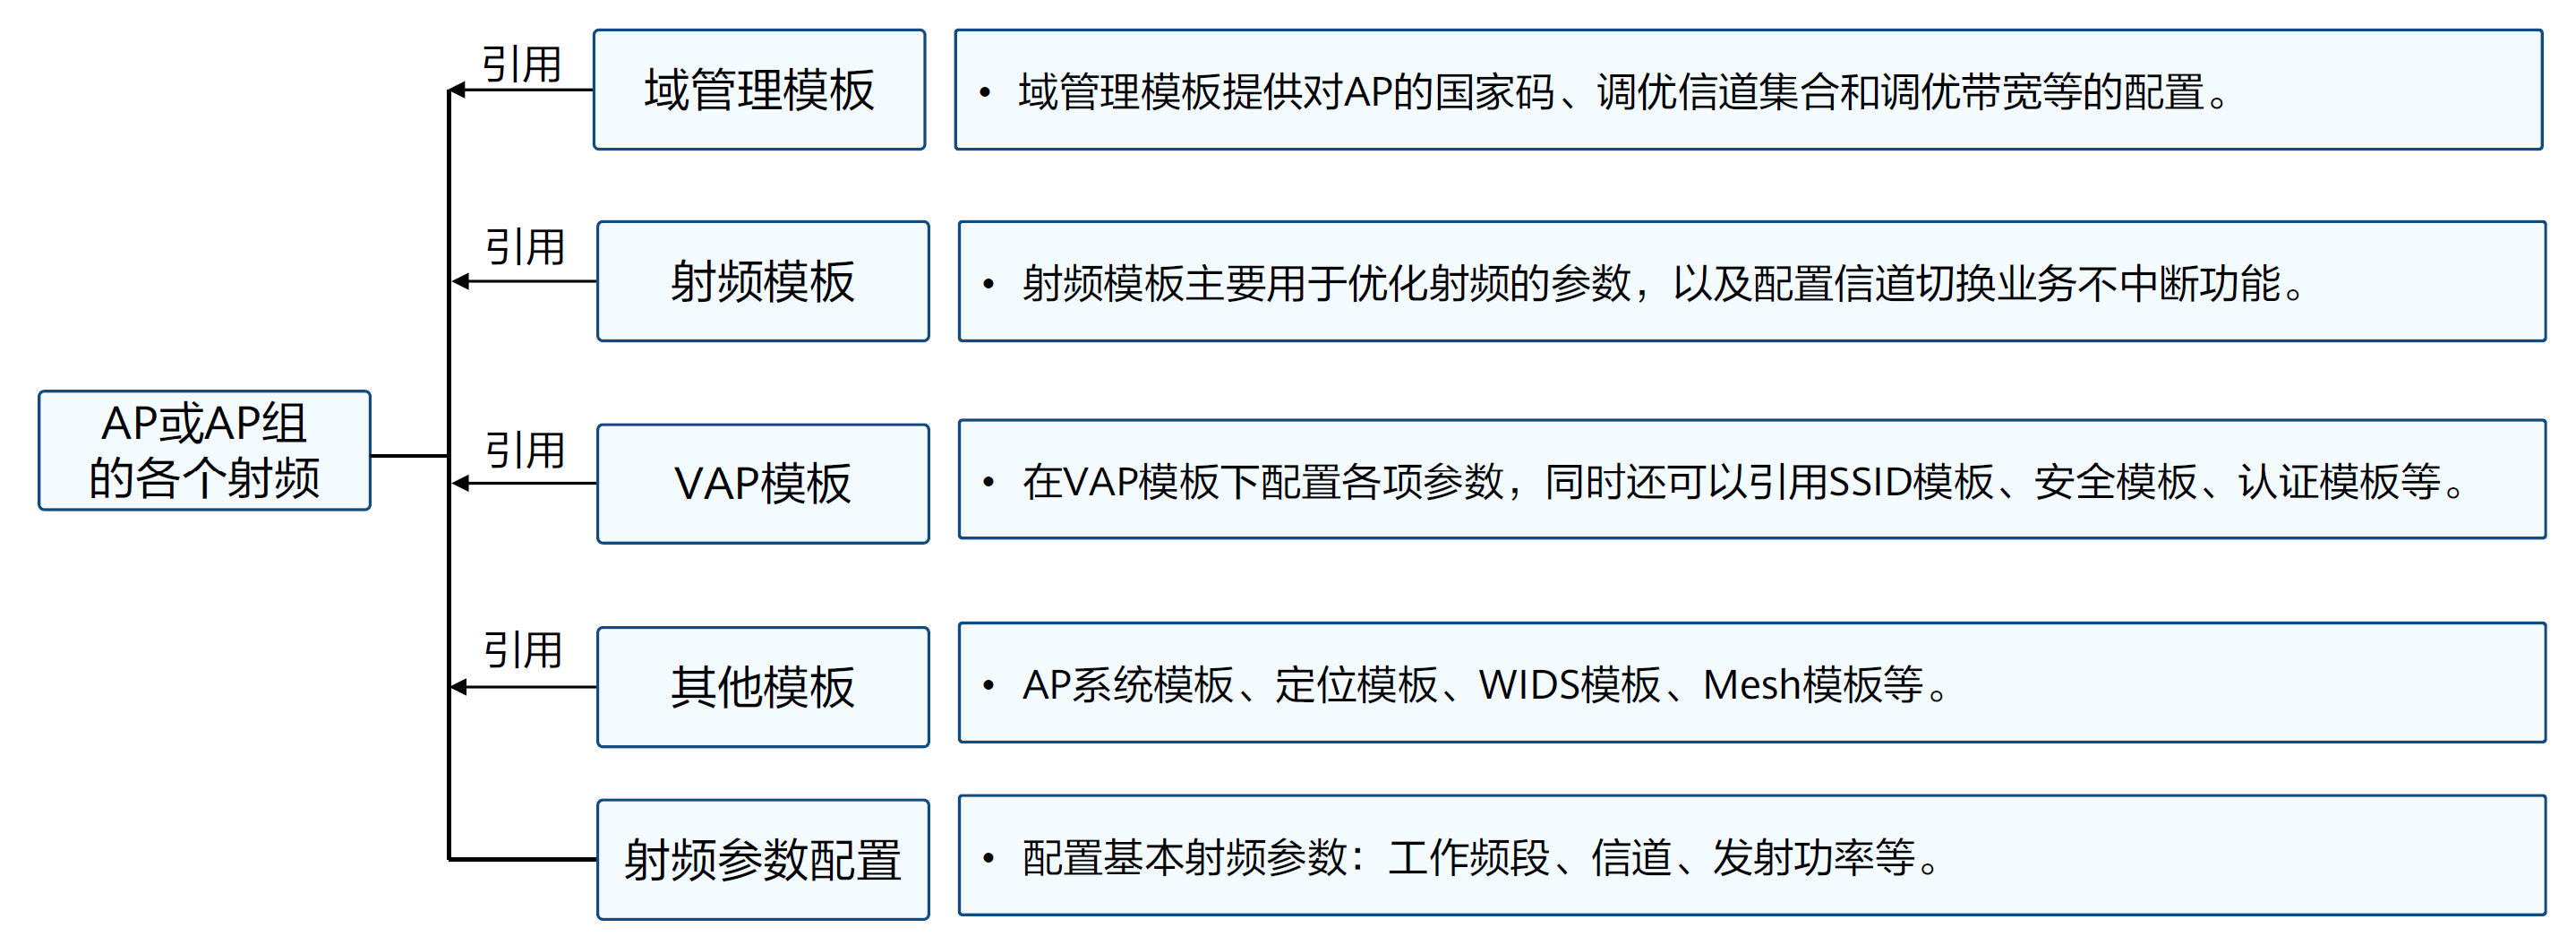 引用
域管理模板
• 域管理模板提供对AP的国家码、调优信道集合和调优带宽等的配置。
引用
射频模板
• 射频模板主要用于优化射频的参数，以及配置信道切换业务不中断功能。
AP或AP组
的各个射频
引用
VAP模板
• 在VAP模板下配置各项参数，同时还可以引用SSID模板、安全模板、认证模板等。
引用
其他模板
• AP系统模板、定位模板、WIDS模板、Mesh模板等。
射频参数配置
• 配置基本射频参数：工作频段、信道、发射功率等。